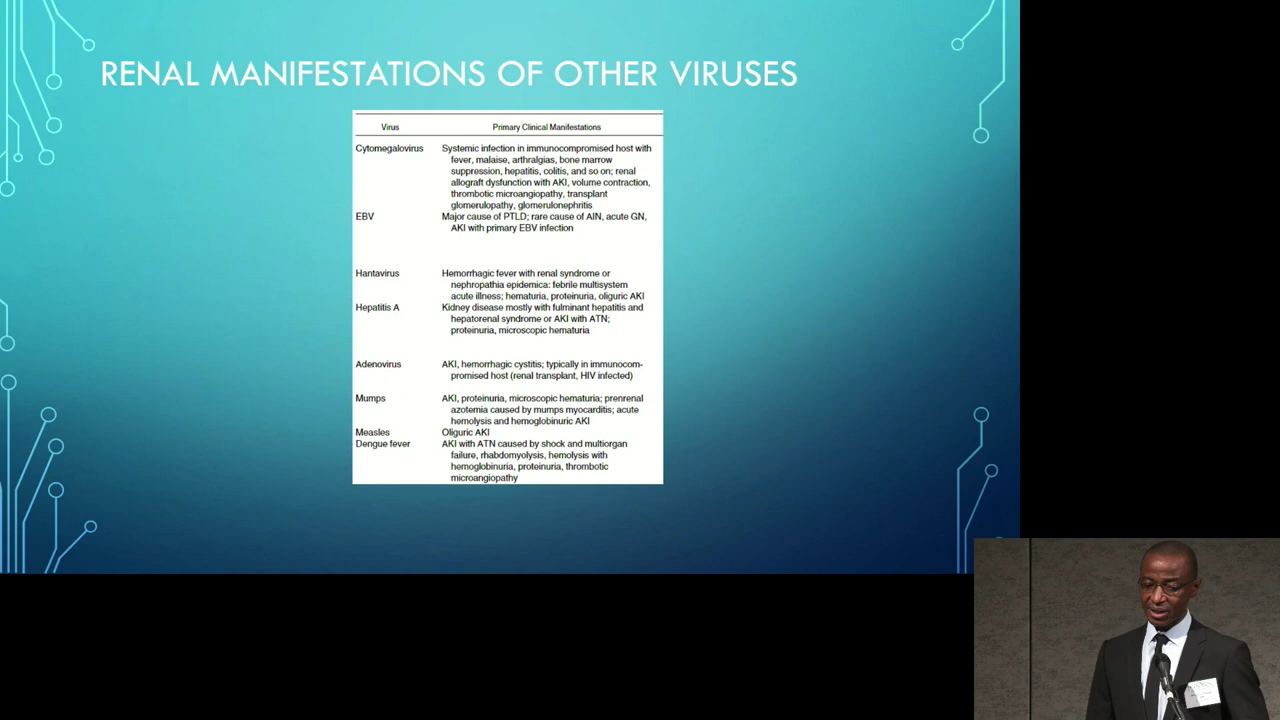 RENAL MANIFESTATIONS OF OTHER VIRUSES
Virus Primary Clinical Manifestations
Cytomegalovirus Systemic infection in immunocompromised host with
fever, malaise, arthralgias, bone marrow
suppression, hepatitis, colitis, and so on; renal
allograft dysfunction with AKI, volume contraction,
thrombotic microangiopathy, transplant
glomerulopathy, glomerulonephritis
EBV Major cause of PTLD; rare cause of AIN, acute GN,
AKI with primary EBV infection
Hantavirus Hemorrhagic fever with renal syndrome or
nephropathia epidemica: febrile multisystem
acute illness; hematuria, proteinuria, oliguric AKI
Hepatitis A Kidney disease mostly with fulminant hepatitis and
hepatorenal syndrome or AKI with ATN;
proteinuria, microscopic hematuria
Adenovirus AKI, hemorrhagic cystitis; typically in immunocom-
promised host (renal transplant, HIV infected)
Mumps AKI, proteinuria, microscopic hematuria; prenrenal
azotemia caused by mumps myocarditis; acute
hemolysis and hemoglobinuric AKI
Measles Oliguric AKI
Dengue fever AKI with ATN caused by shock and multiorgan
failure, rhabdomyolysis, hemolysis with
hemoglobinuria, proteinuria, thrombotic
microangiopathy